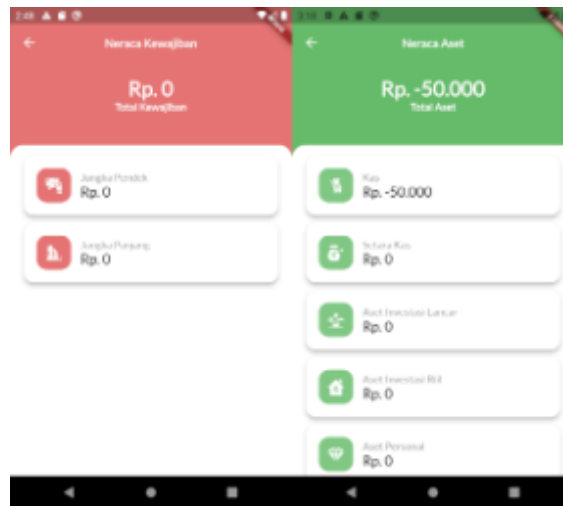 2:48
Neraca Kewajiban
Rp. 0
Total Kewajiban
Jangka Pendek
Rp. 0
Jangka Panjang
Rp. 0
Neraca Aset
Rp. -50.000
Total Aset
Kas
Rp. -50.000
Setara Kas
Rp. 0
Aset Investasi Lancar
Rp. 0
Aset Investasi Riil
Rp. 0
Aset Personal
Rp. 0